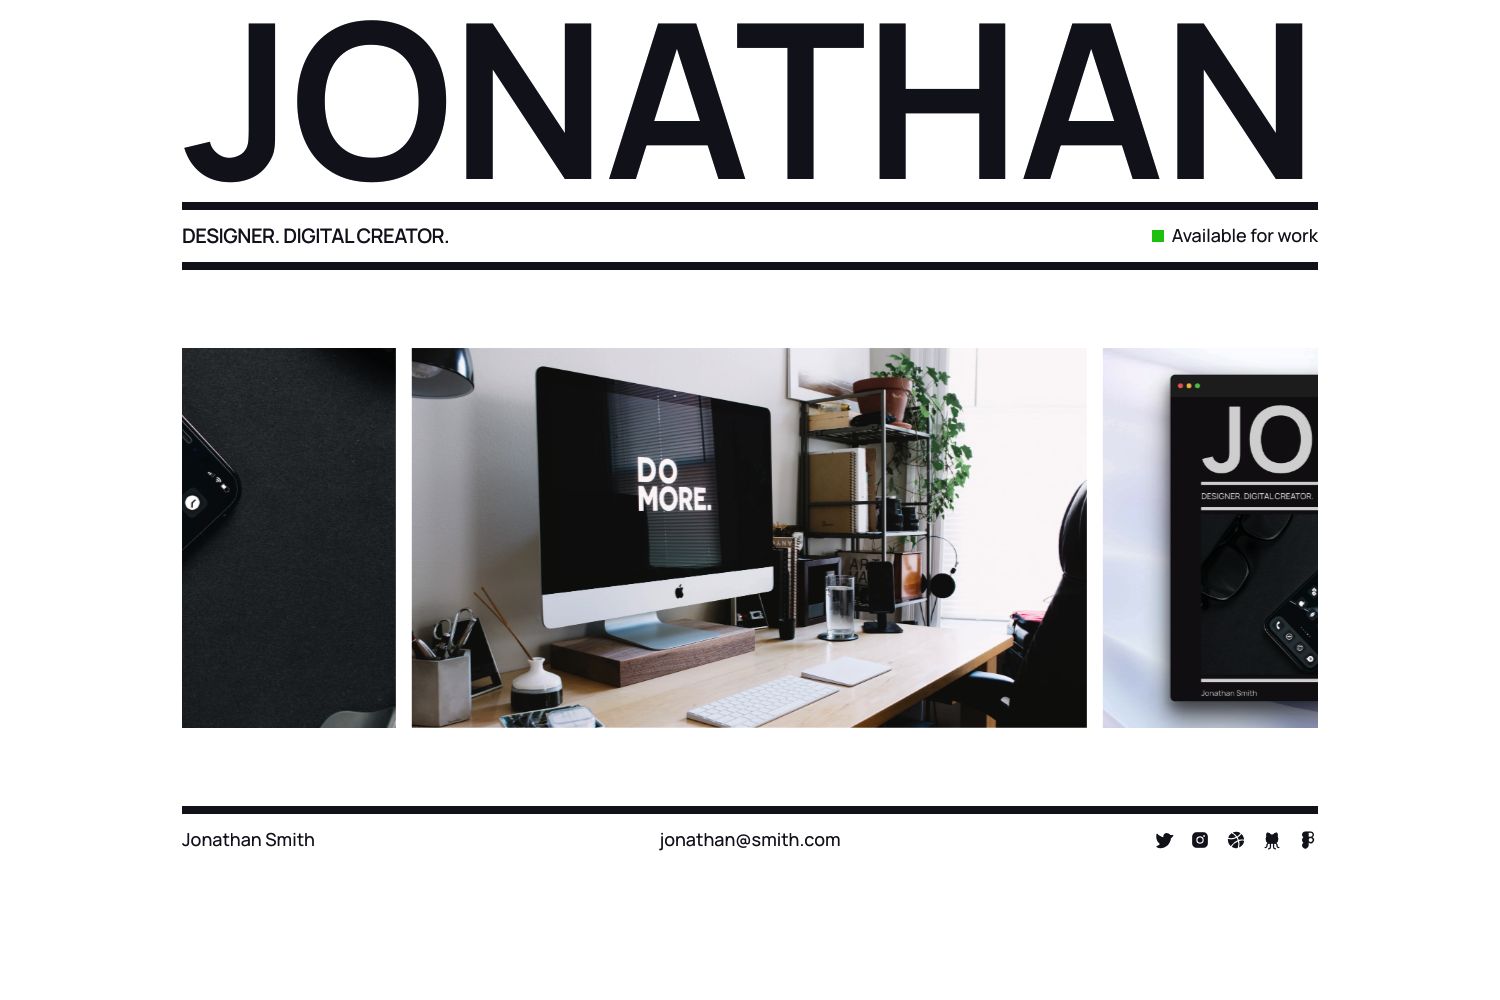 JONATHAN
DESIGNER. DIGITAL CREATOR.
Available for work
DO
MORE.
JO
DESIGNER. DIGITAL CREATOR.
Jonathan Smith
Jonathan Smith
jonathan@smith.com